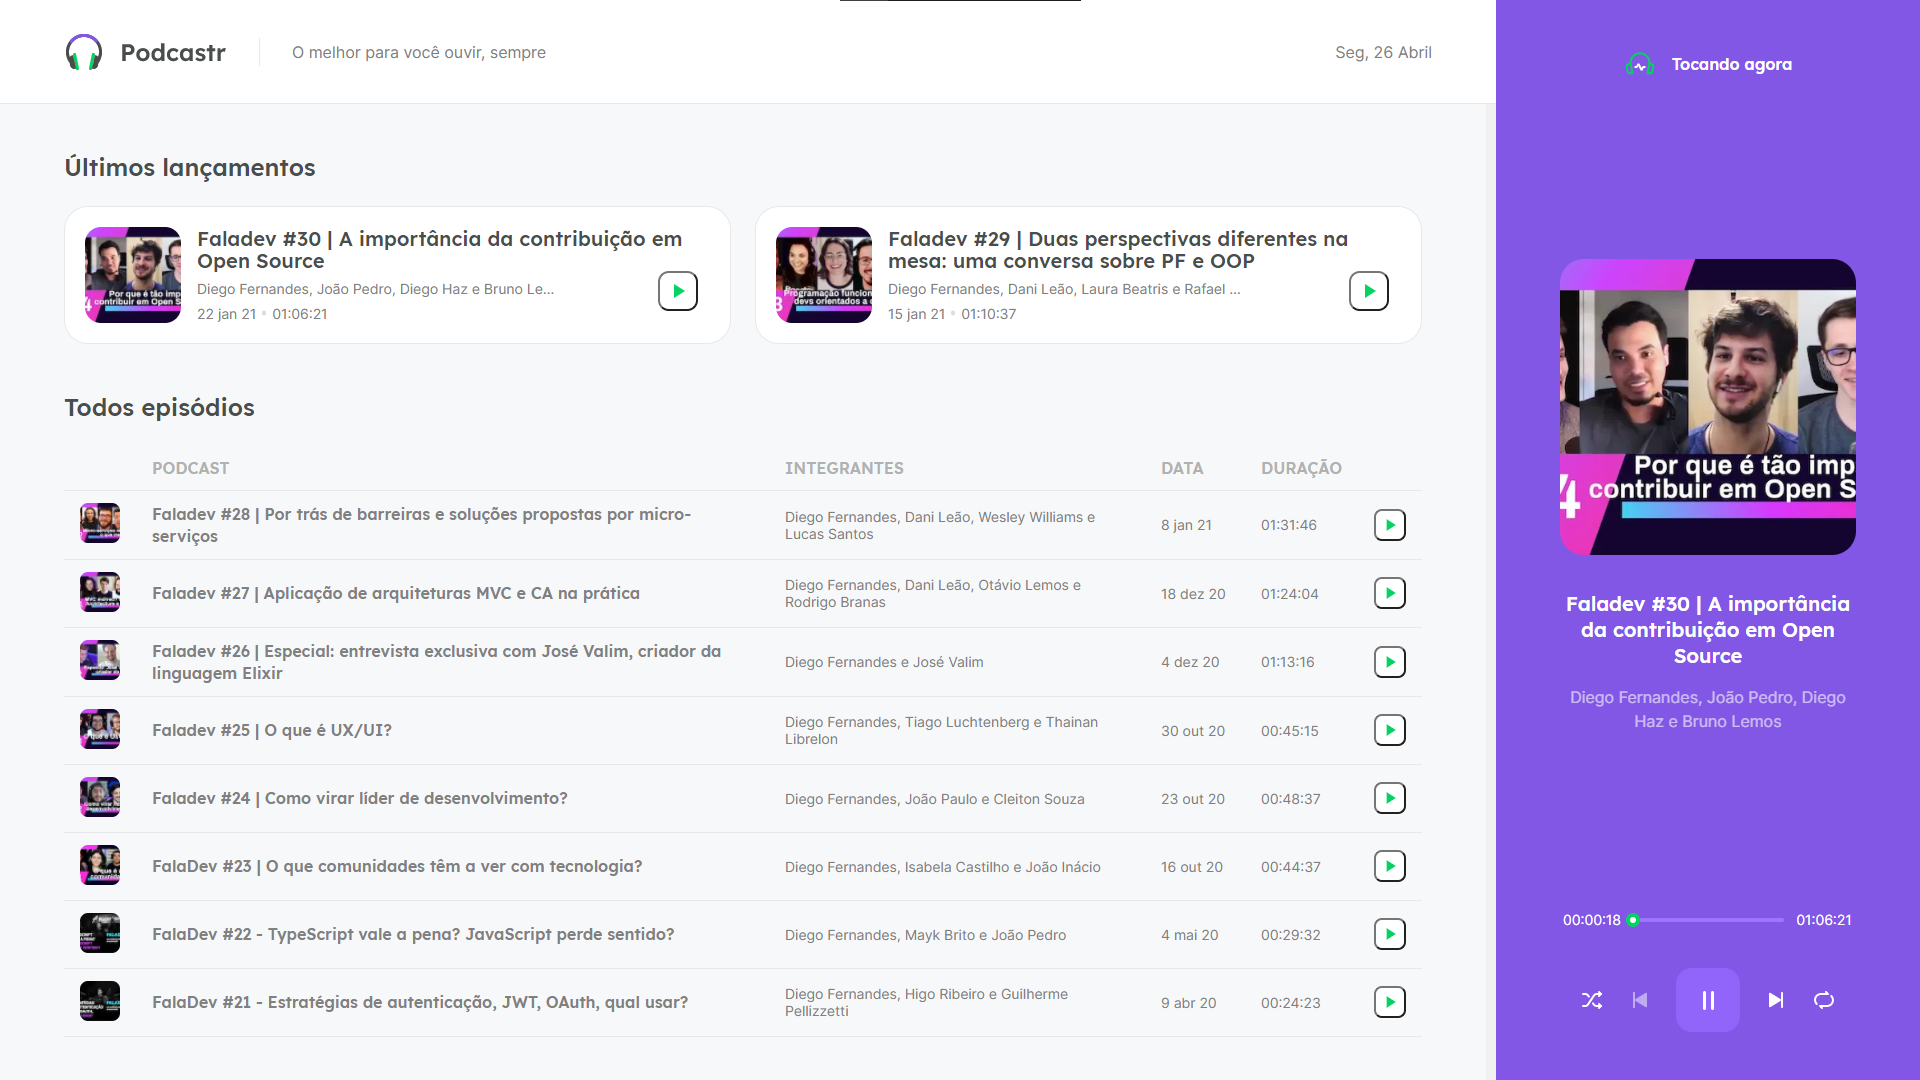 Podcastr
O melhor para você ouvir, sempre
Seg, 26 Abril
Últimos lançamentos
Faladev #30 | A importância da contribuição em
Open Source
Diego Fernandes, João Pedro, Diego Haz e Bruno Le...
22 jan 21 • 01:06:21
Faladev #29 | Duas perspectivas diferentes na
mesa: uma conversa sobre PF e OOP
Diego Fernandes, Dani Leão, Laura Beatris e Rafael ...
15 jan 21 • 01:10:37
Todos episódios
PODCAST INTEGRANTES DATA DURAÇÃO
Faladev #28 | Por trás de barreiras e soluções propostas por micro-
serviços
Diego Fernandes, Dani Leão, Wesley Williams e
Lucas Santos
8 jan 21
01:31:46
Faladev #27 | Aplicação de arquiteturas MVC e CA na prática
Diego Fernandes, Dani Leão, Otávio Lemos e
Rodrigo Branas
18 dez 20
01:24:04
Faladev #26 | Especial: entrevista exclusiva com José Valim, criador da
linguagem Elixir
Diego Fernandes e José Valim
4 dez 20
01:13:16
Faladev #25 | O que é UX/UI?
Diego Fernandes, Tiago Luchtenberg e Thainan
Librelon
30 out 20
00:45:15
Faladev #24 | Como virar líder de desenvolvimento?
Diego Fernandes, João Paulo e Cleiton Souza
23 out 20
00:48:37
FalaDev #23 | O que comunidades têm a ver com tecnologia?
Diego Fernandes, Isabela Castilho e João Inácio
16 out 20
00:44:37
FalaDev #22 - TypeScript vale a pena? JavaScript perde sentido?
Diego Fernandes, Mayk Brito e João Pedro
4 mai 20
00:29:32
FalaDev #21 - Estratégias de autenticação, JWT, OAuth, qual usar?
Diego Fernandes, Higo Ribeiro e Guilherme
Pellizzetti
9 abr 20
00:24:23
Tocando agora
Por que é tão imp
4 contribuir em Open S
Faladev #30 | A importância
da contribuição em Open
Source
Diego Fernandes, João Pedro, Diego
Haz e Bruno Lemos
00:00:18
01:06:21